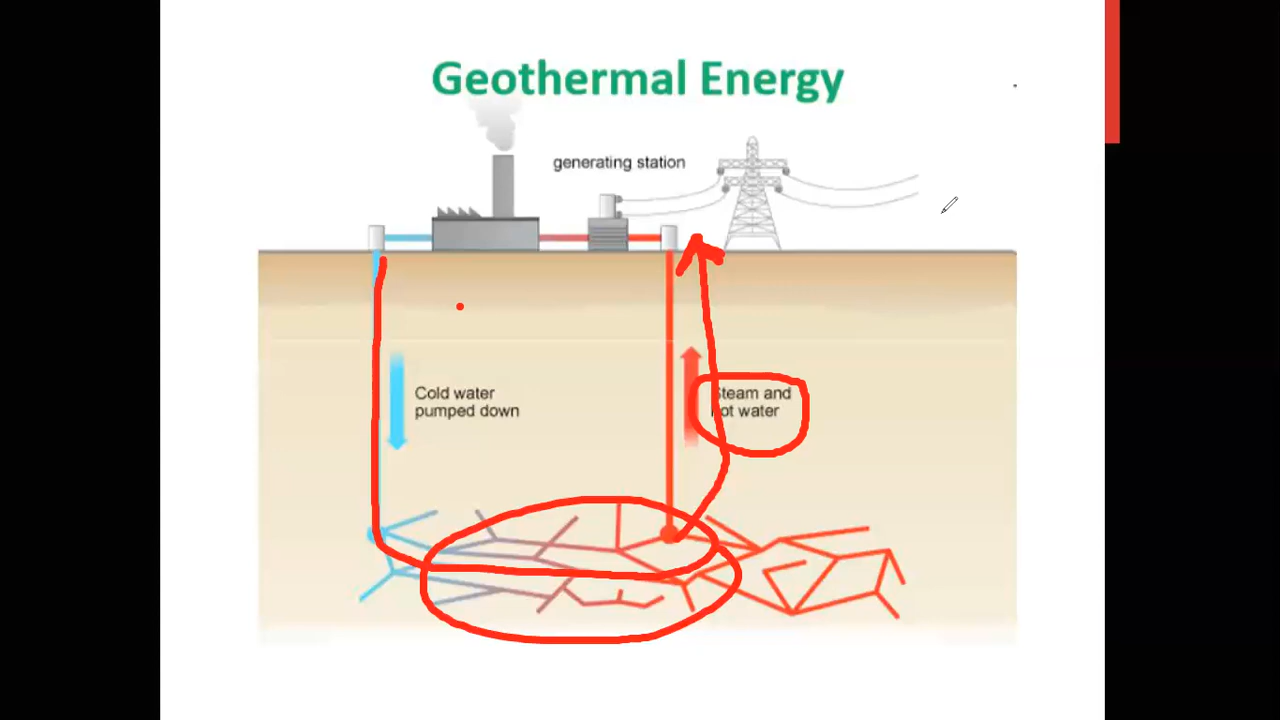 Geothermal Energy
generating station
Cold water
pumped down
Steam and
hot water